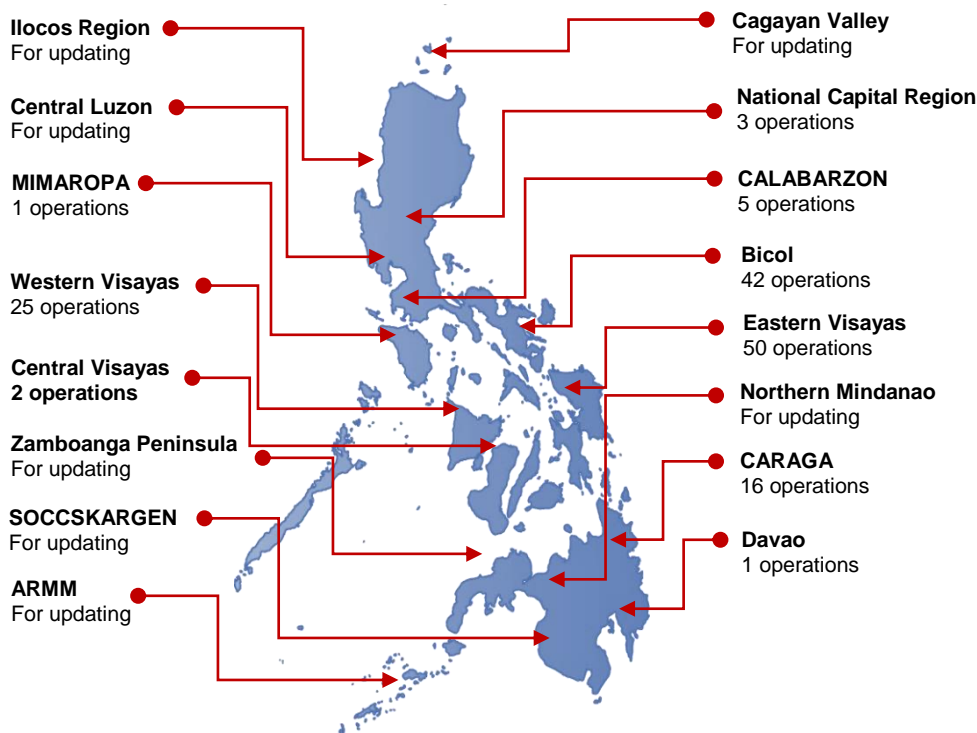 Ilocos Region
For updating
Central Luzon
For updating
MIMAROPA
1 operations
Western Visayas
25 operations
Central Visayas
2 operations
Zamboanga Peninsula
For updating
SOCCSKARGEN
For updating
ARMM
For updating
Cagayan Valley
For updating
National Capital Region
3 operations
CALABARZON
5 operations
Bicol
42 operations
Eastern Visayas
50 operations
Northern Mindanao
For updating
CARAGA
16 operations
Davao
1 operations